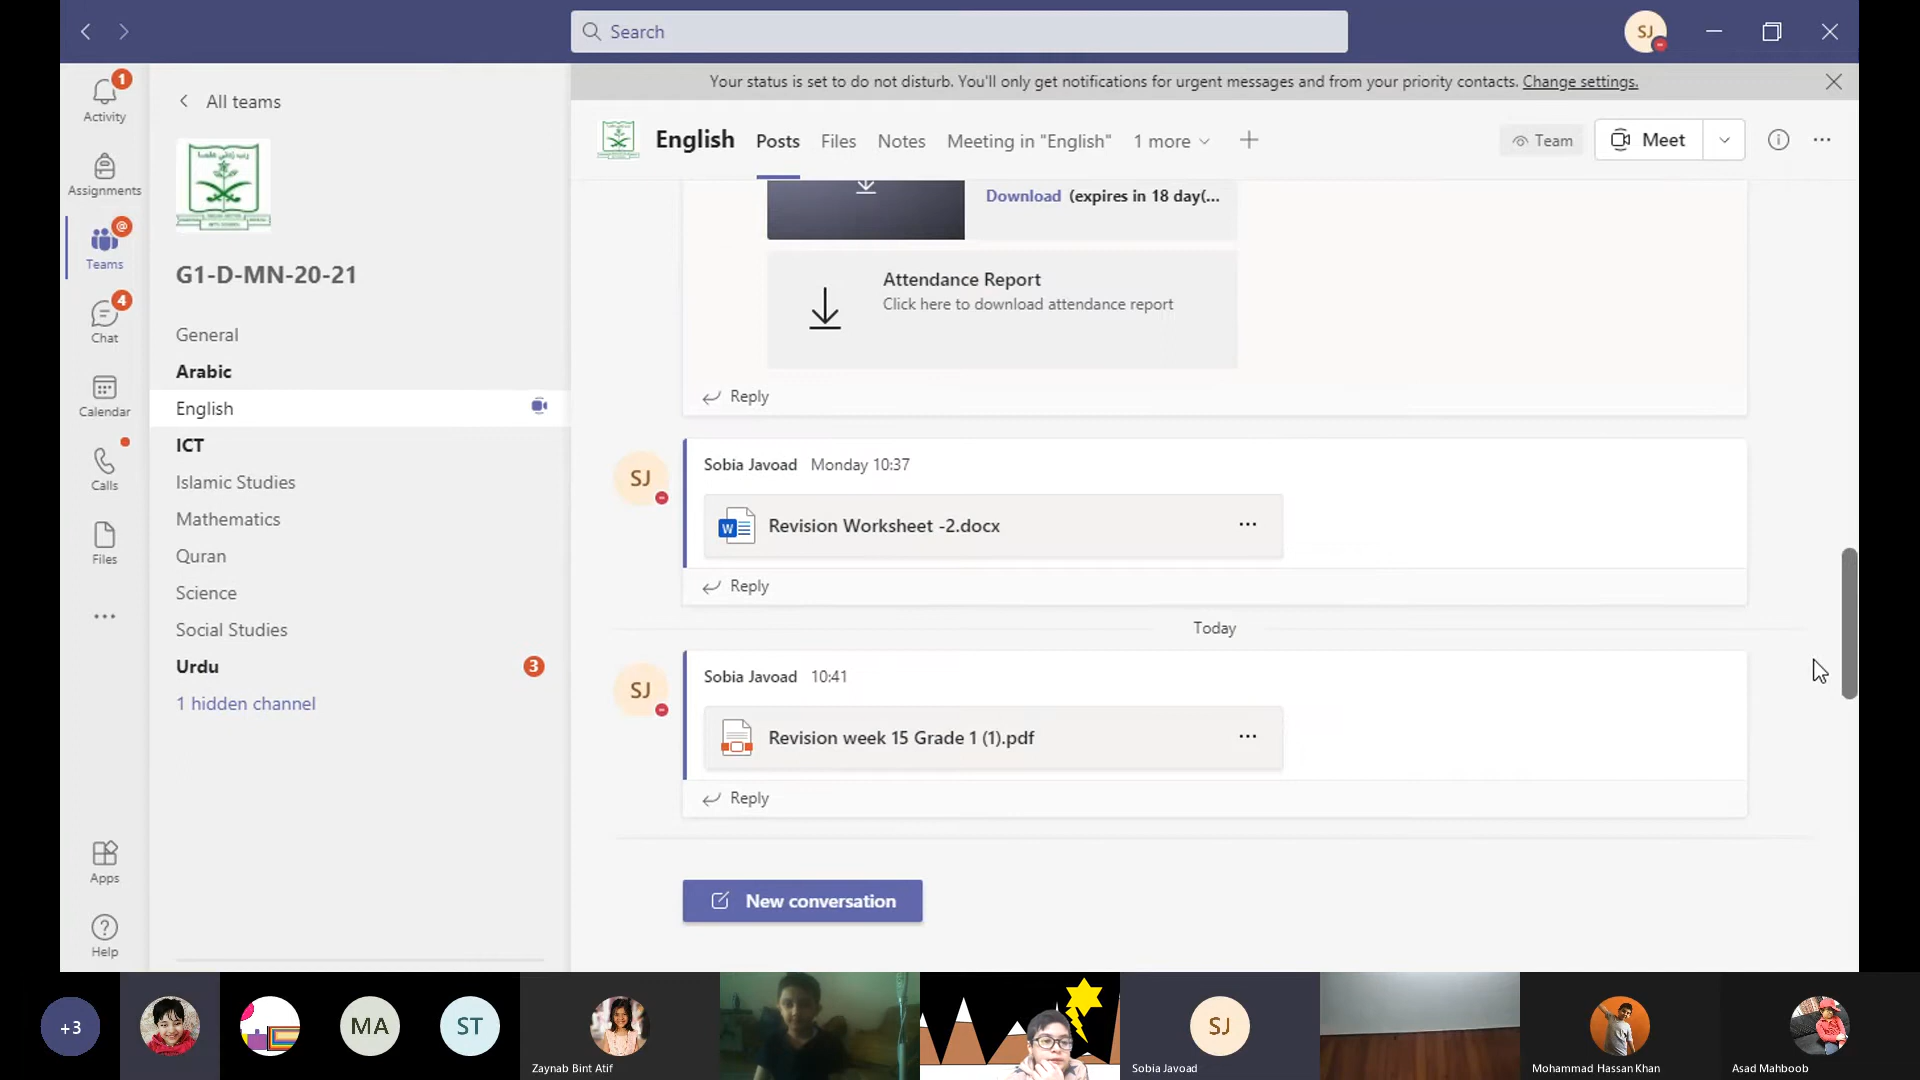 Search
SJ
Your status is set to do not disturb. You'll only get notifications for urgent messages and from your priority contacts. Change settings.
1
Activity
Assignments
@
Teams
4
Chat
Calendar
Calls
Files
Apps
Help
All teams
G1-D-MN-20-21
General
Arabic
English
ICT
Islamic Studies
Mathematics
Quran
Science
Social Studies
Urdu 3
1 hidden channel
English Posts Files Notes Meeting in "English" 1 more Team Meet
Download (expires in 18 day(...
Attendance Report
Click here to download attendance report
Reply
SJ
Sobia Javoad Monday 10:37
Revision Worksheet -2.docx
Reply
Today
SJ
Sobia Javoad 10:41
Revision week 15 Grade 1 (1).pdf
Reply
New conversation
+3
MA
ST
Zaynab Bint Atif
SJ
Sobia Javoad
Mohammad Hassan Khan
Asad Mahboob